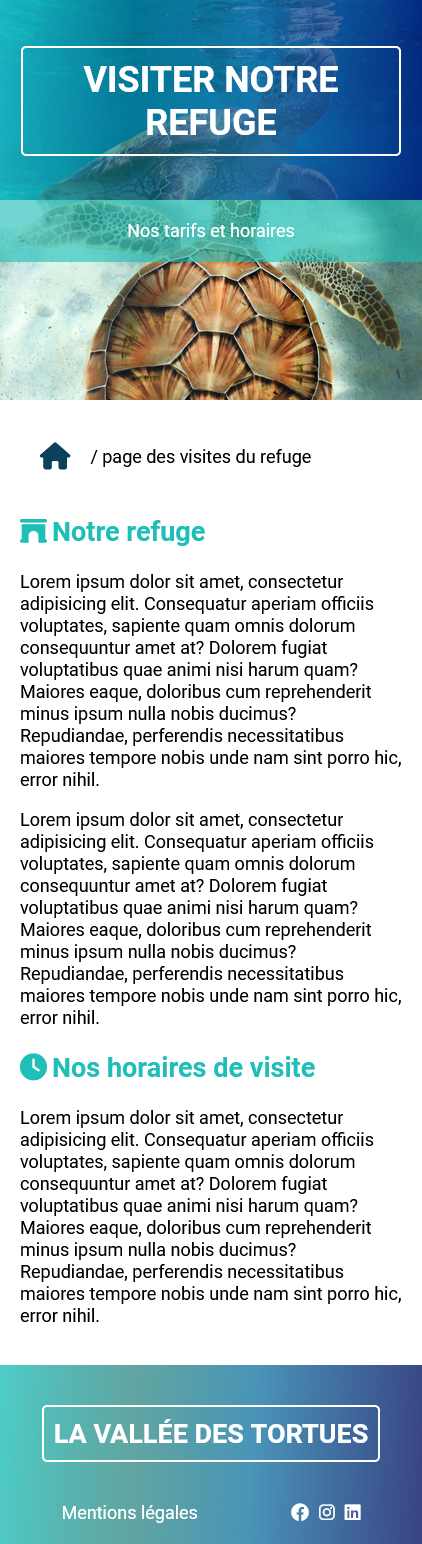 VISITER NOTRE
REFUGE
Nos tarifs et horaires
/ page des visites du refuge
Notre refuge
Lorem ipsum dolor sit amet, consectetur
adipisicing elit. Consequatur aperiam officiis
voluptates, sapiente quam omnis dolorum
consequuntur amet at? Dolorem fugiat
voluptatibus quae animi nisi harum quam?
Maiores eaque, doloribus cum reprehenderit
minus ipsum nulla nobis ducimus?
Repudiandae, perferendis necessitatibus
maiores tempore nobis unde nam sint porro hic,
error nihil.
Lorem ipsum dolor sit amet, consectetur
adipisicing elit. Consequatur aperiam officiis
voluptates, sapiente quam omnis dolorum
consequuntur amet at? Dolorem fugiat
voluptatibus quae animi nisi harum quam?
Maiores eaque, doloribus cum reprehenderit
minus ipsum nulla nobis ducimus?
Repudiandae, perferendis necessitatibus
maiores tempore nobis unde nam sint porro hic,
error nihil.
Nos horaires de visite
Lorem ipsum dolor sit amet, consectetur
adipisicing elit. Consequatur aperiam officiis
voluptates, sapiente quam omnis dolorum
consequuntur amet at? Dolorem fugiat
voluptatibus quae animi nisi harum quam?
Maiores eaque, doloribus cum reprehenderit
minus ipsum nulla nobis ducimus?
Repudiandae, perferendis necessitatibus
maiores tempore nobis unde nam sint porro hic,
error nihil.
LA VALLÉE DES TORTUES
Mentions légales